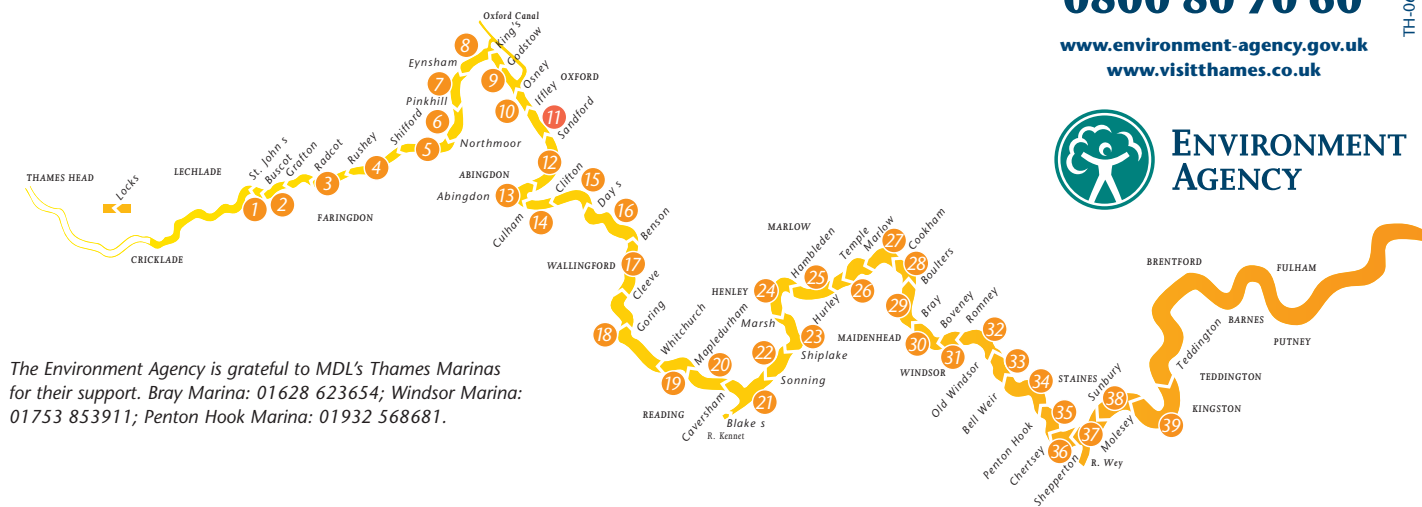 0800 80 70 60
www.environment-agency.gov.uk
www.visitthames.co.uk
ENVIRONMENT
AGENCY
THAMES HEAD
Locks
CRICKLADE
LECHLADE
St. John s
Buscot
Grafton
Radcot
Rushey
Shifford
FARINGDON
1
2
3
4
5
6
7
8
9
10
11
12
13
14
15
16
17
18
19
20
21
22
23
24
25
26
27
28
29
30
31
32
33
34
35
36
37
38
39
Northmoor
Pinkhill
Eynsham
Oxford Canal
King's
Godstow
Osney
OXFORD
Iffley
Sandford
ABINGDON
Abingdon
Culham
Clifton
Day s
Benson
WALLINGFORD
Cleeve
Goring
Whitchurch
Mapledurham
READING
Caversham
Blake s
R. Kennet
Sonning
Shiplake
Marsh
HENLEY
Hambleden
MARLOW
Hurley
Temple
Marlow
Cookham
Boulters
MAIDENHEAD
Bray
Boveney
WINDSOR
Romney
Old Windsor
Bell Weir
STAINES
Penton Hook
Chertsey
Shepperton
R. Wey
Sunbury
Molesey
Teddington
TEDDINGTON
KINGSTON
BRENTFORD
FULHAM
BARNES
PUTNEY
The Environment Agency is grateful to MDL's Thames Marinas
for their support. Bray Marina: 01628 623654; Windsor Marina:
01753 853911; Penton Hook Marina: 01932 568681.